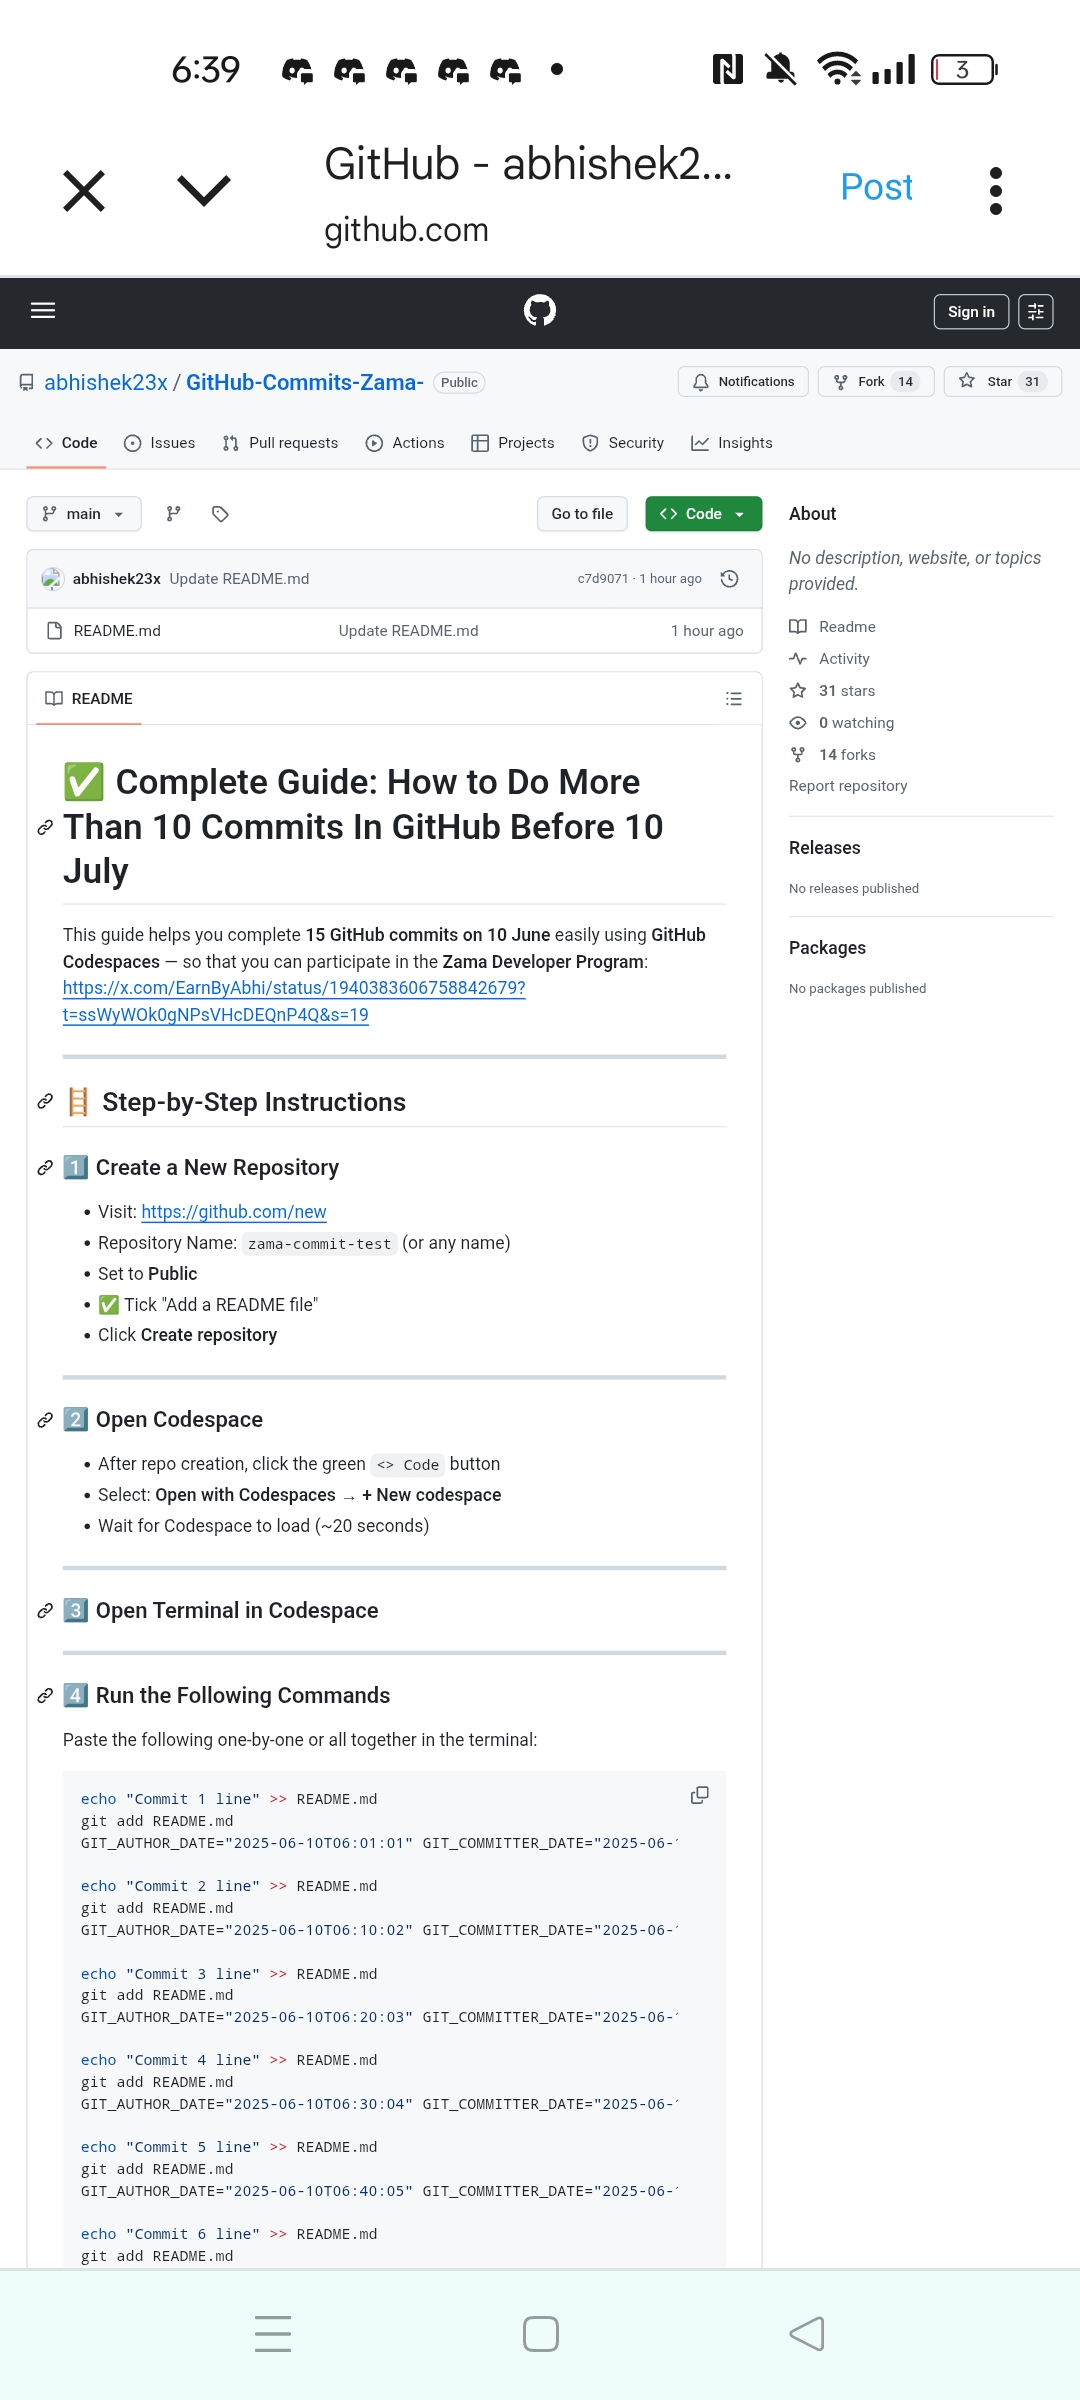 6:39
3
GitHub - abhishek2...
github.com
Post
Sign in
abhishek23x / GitHub-Commits-Zama- Public
Notifications
Fork 14
Star 31
Code
Issues
Pull requests
Actions
Projects
Security
Insights
main
Go to file
Code
abhishek23x Update README.md c7d9071 · 1 hour ago
README.md Update README.md 1 hour ago
README
✅ Complete Guide: How to Do More
Than 10 Commits In GitHub Before 10
July
This guide helps you complete 15 GitHub commits on 10 June easily using GitHub
Codespaces — so that you can participate in the Zama Developer Program:
https://x.com/EarnByAbhi/status/1940383606758842679?
t=ssWyWOk0gNPsVHcDEQnP4Q&s=19
🪜 Step-by-Step Instructions
1️⃣ Create a New Repository
• Visit: https://github.com/new
• Repository Name: zama-commit-test (or any name)
• Set to Public
• ✅ Tick "Add a README file"
• Click Create repository
2️⃣ Open Codespace
• After repo creation, click the green <> Code button
• Select: Open with Codespaces → + New codespace
• Wait for Codespace to load (~20 seconds)
3️⃣ Open Terminal in Codespace
4️⃣ Run the Following Commands
Paste the following one-by-one or all together in the terminal:
echo "Commit 1 line" >> README.md
git add README.md
GIT_AUTHOR_DATE="2025-06-10T06:01:01" GIT_COMMITTER_DATE="2025-06-
echo "Commit 2 line" >> README.md
git add README.md
GIT_AUTHOR_DATE="2025-06-10T06:10:02" GIT_COMMITTER_DATE="2025-06-
echo "Commit 3 line" >> README.md
git add README.md
GIT_AUTHOR_DATE="2025-06-10T06:20:03" GIT_COMMITTER_DATE="2025-06-
echo "Commit 4 line" >> README.md
git add README.md
GIT_AUTHOR_DATE="2025-06-10T06:30:04" GIT_COMMITTER_DATE="2025-06-
echo "Commit 5 line" >> README.md
git add README.md
GIT_AUTHOR_DATE="2025-06-10T06:40:05" GIT_COMMITTER_DATE="2025-06-
echo "Commit 6 line" >> README.md
git add README.md
About
No description, website, or topics
provided.
Readme
Activity
31 stars
0 watching
14 forks
Report repository
Releases
No releases published
Packages
No packages published